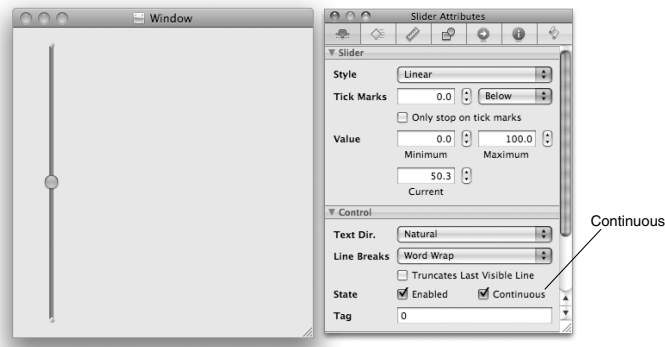 Window
Slider Attributes
Slider
Style Linear
Tick Marks 0.0 Below
Only stop on tick marks
Value 0.0 100.0
Minimum Maximum
50.3
Current
Control
Text Dir. Natural
Line Breaks Word Wrap
Truncates Last Visible Line
State Enabled Continuous
Tag 0
Continuous